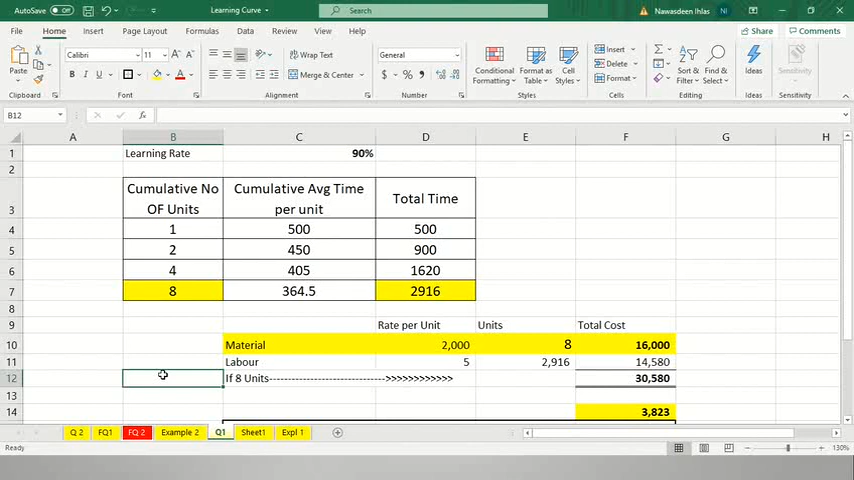 AutoSave Off Learning Curve Search Nawasdeen Ihlas NI
File Home Insert Draw Page Layout Formulas Data Review View Help Share Comments
Paste Calibri 11 Wrap Text General Conditional Formatting Format as Table Cell Styles Insert Delete Format Sort & Filter Find & Select Ideas Sensitivity
B I U Merge & Center $ % 
Clipboard Font Alignment Number Styles Cells Editing Ideas Sensitivity
B12 fx
A B C D E F G H
1 Learning Rate 90%
2
3 Cumulative No OF Units Cumulative Avg Time per unit Total Time
4 1 500 500
5 2 450 900
6 4 405 1620
7 8 364.5 2916
8
9 Rate per Unit Units Total Cost
10 Material 2,000 8 16,000
11 Labour 5 2,916 14,580
12 If 8 Units------------------------------->>>>>>>>>>>> 30,580
13
14 3,823
Q 2 FQ1 FQ 2 Example 2 Q1 Sheet1 Expl 1
Ready 130%